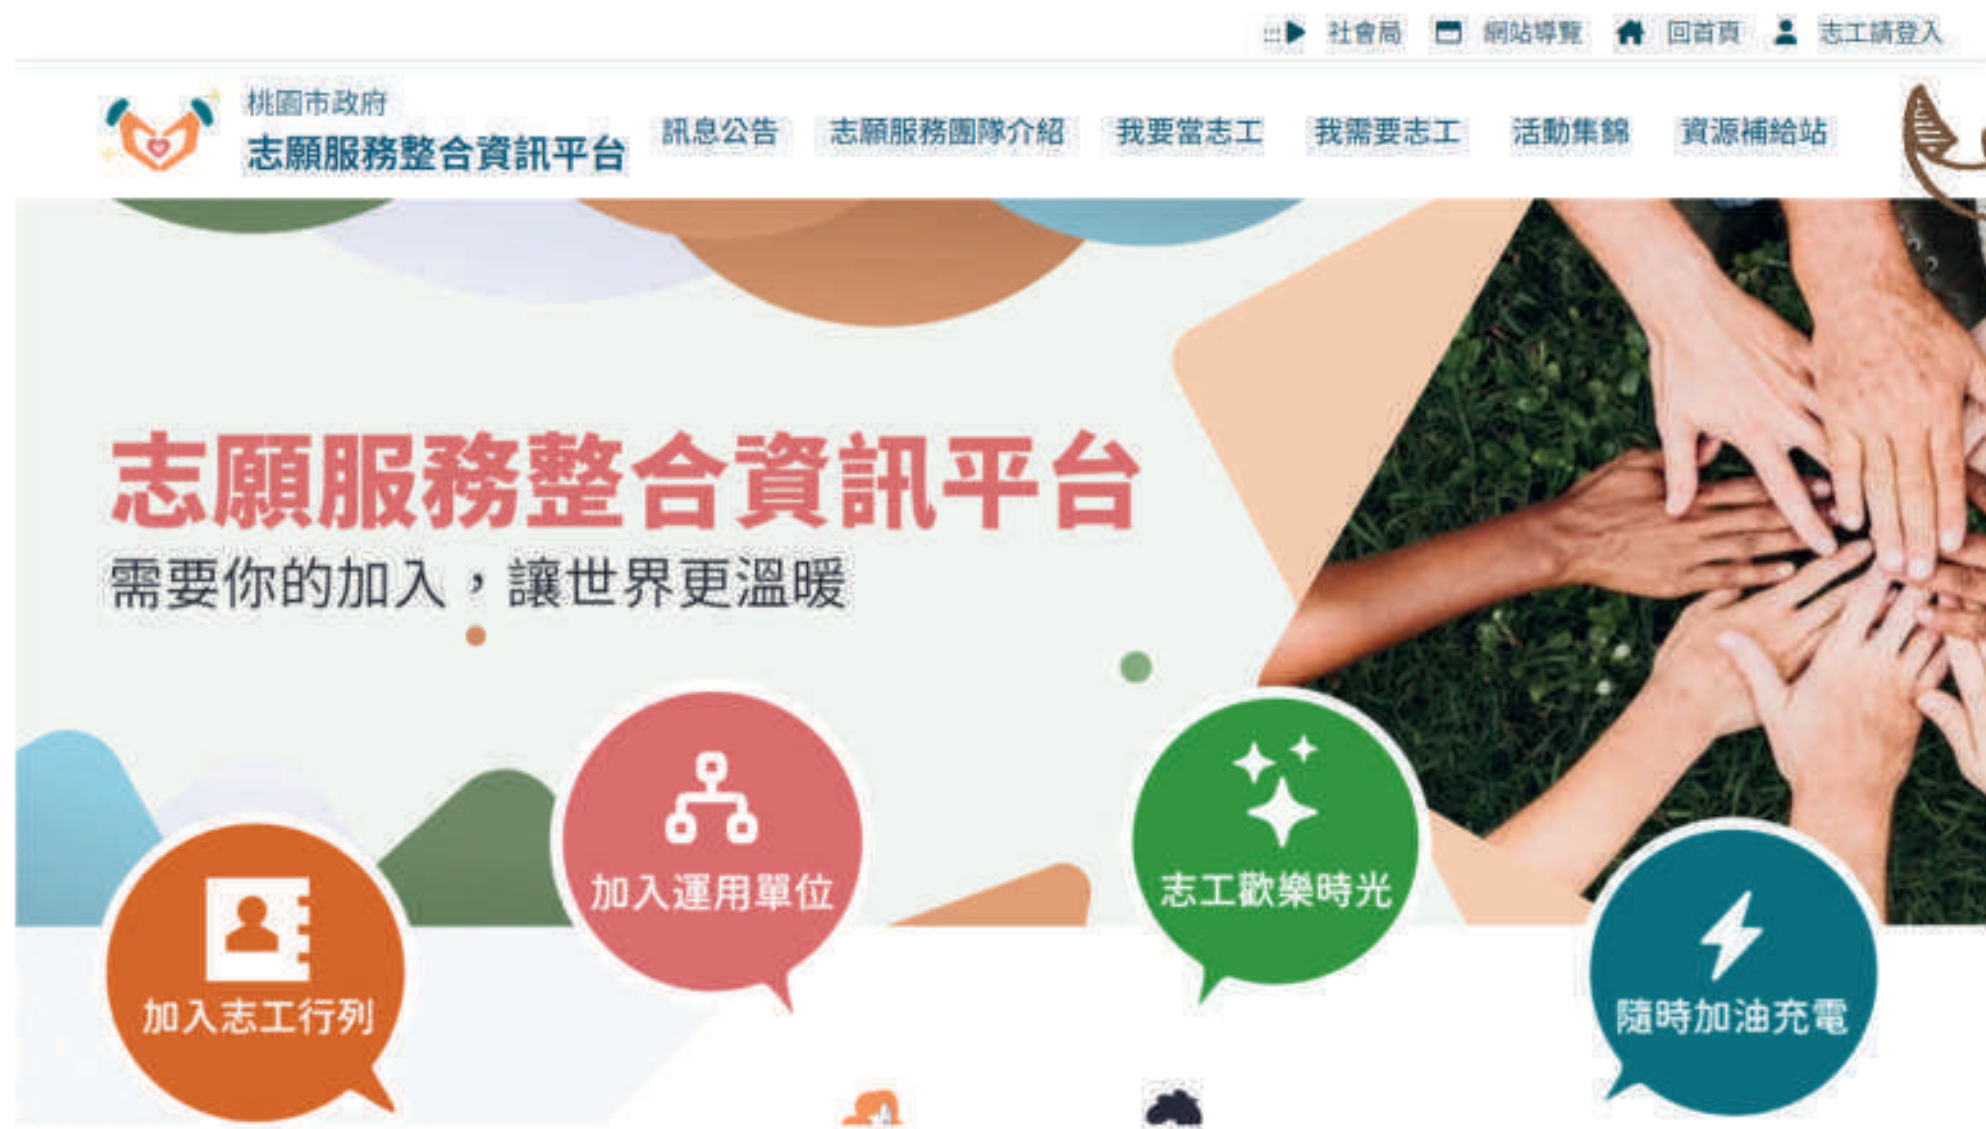 社會局 網站導覽 回首頁 志工請登入
桃園市政府
志願服務整合資訊平台
訊息公告 志願服務團隊介紹 我要當志工 我需要志工 活動集錦 資源補給站
志願服務整合資訊平台
需要你的加入，讓世界更溫暖
加入運用單位
志工歡樂時光
加入志工行列
隨時加油充電